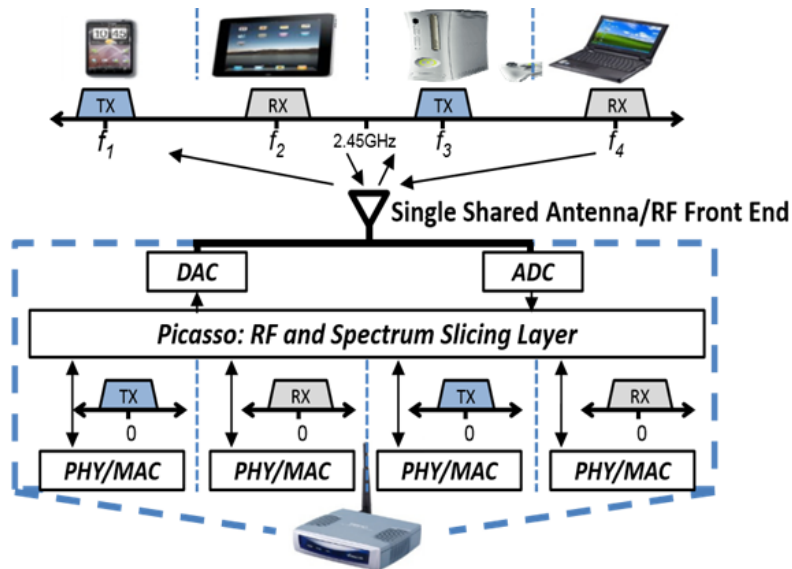 10 45
TX RX TX RX
f1 f2 2.45GHz f3 f4
Single Shared Antenna/RF Front End
DAC ADC
Picasso: RF and Spectrum Slicing Layer
TX RX TX RX
0 0 0 0
PHY/MAC PHY/MAC PHY/MAC PHY/MAC